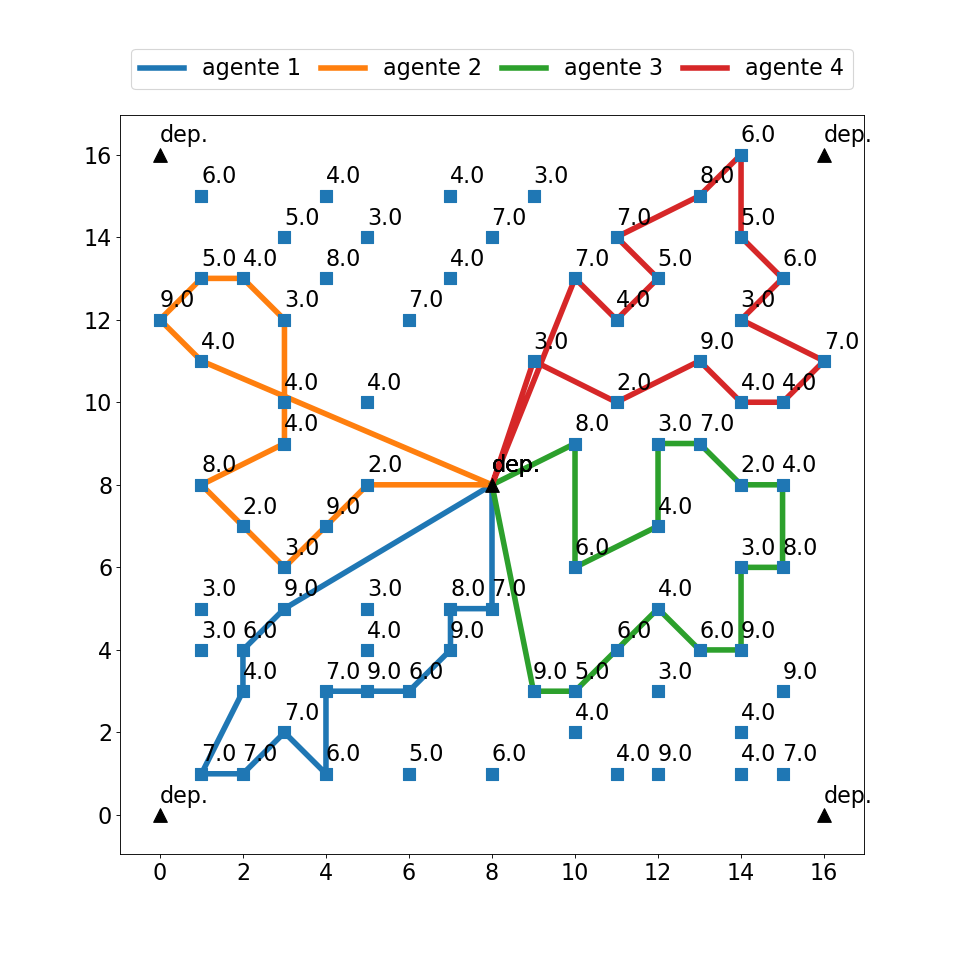 agente 1 agente 2 agente 3 agente 4
dep. 6.0 dep.
16
6.0 4.0 4.0 3.0 8.0
5.0 3.0 7.0 7.0 5.0
14
5.0 4.0 8.0 4.0 7.0 5.0 6.0
9.0 3.0 7.0 4.0 3.0
12
4.0 3.0 9.0 7.0
4.0 4.0 2.0 4.0 4.0
10
4.0 8.0 3.0 7.0
8.0 2.0 dep. 2.0 4.0
8
2.0 9.0 4.0
3.0 6.0 3.0 8.0
6
3.0 9.0 3.0 8.0 7.0 4.0
3.0 6.0 4.0 9.0 6.0 6.0 9.0
4
4.0 7.0 9.0 6.0 9.0 5.0 3.0 9.0
7.0 4.0 4.0
2
7.0 7.0 6.0 5.0 6.0 4.0 9.0 4.0 7.0
dep. dep.
0
0 2 4 6 8 10 12 14 16